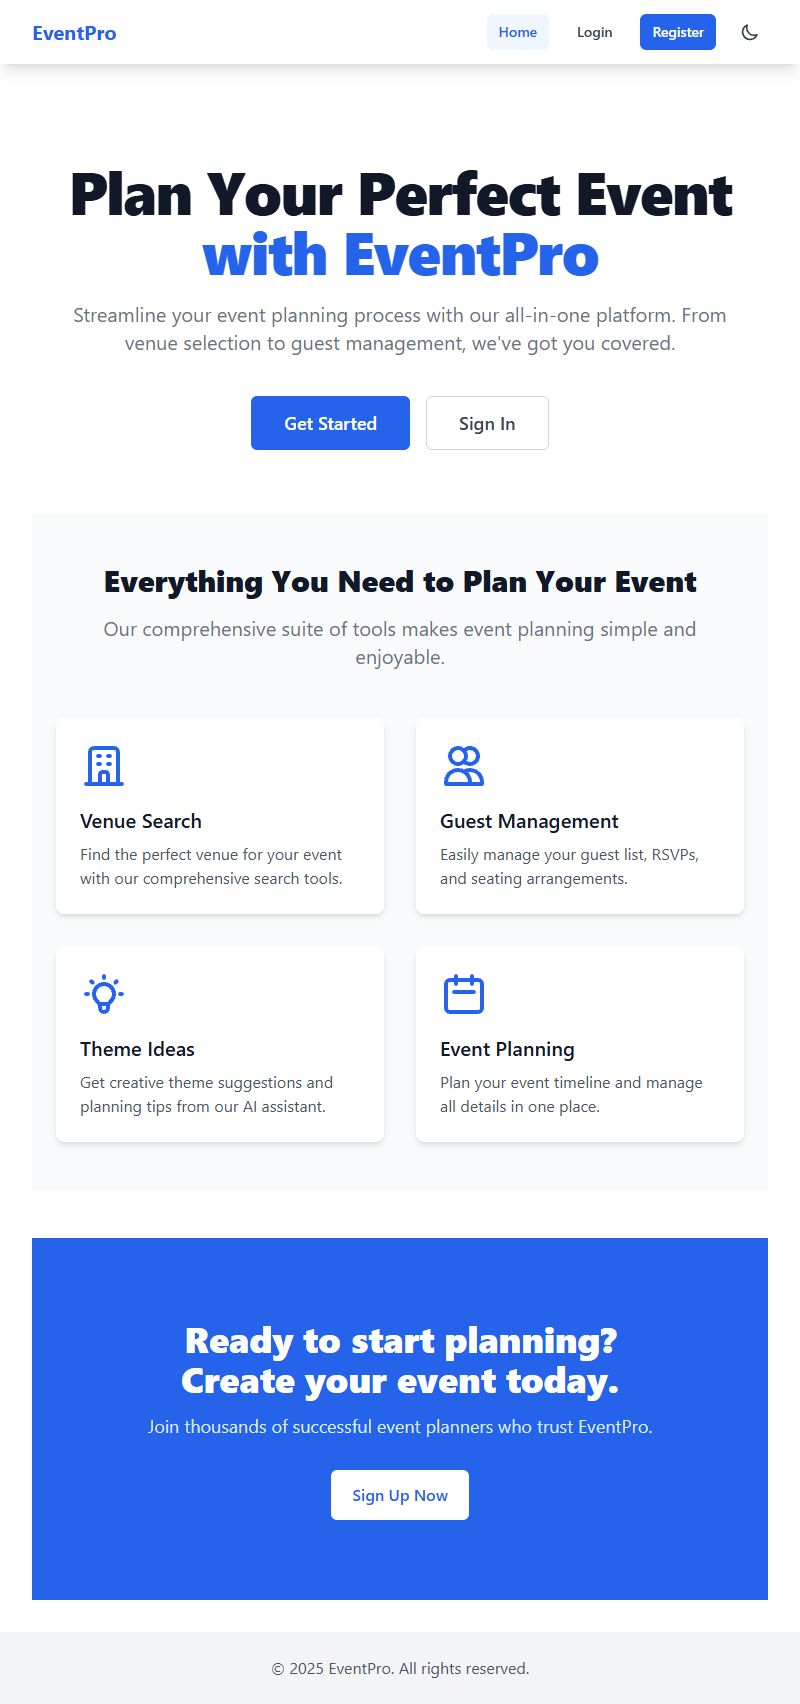 EventPro
Home
Login
Register
Plan Your Perfect Event
with EventPro
Streamline your event planning process with our all-in-one platform. From
venue selection to guest management, we've got you covered.
Get Started
Sign In
Everything You Need to Plan Your Event
Our comprehensive suite of tools makes event planning simple and
enjoyable.
Venue Search
Find the perfect venue for your event
with our comprehensive search tools.
Guest Management
Easily manage your guest list, RSVPs,
and seating arrangements.
Theme Ideas
Get creative theme suggestions and
planning tips from our AI assistant.
Event Planning
Plan your event timeline and manage
all details in one place.
Ready to start planning?
Create your event today.
Join thousands of successful event planners who trust EventPro.
Sign Up Now
© 2025 EventPro. All rights reserved.